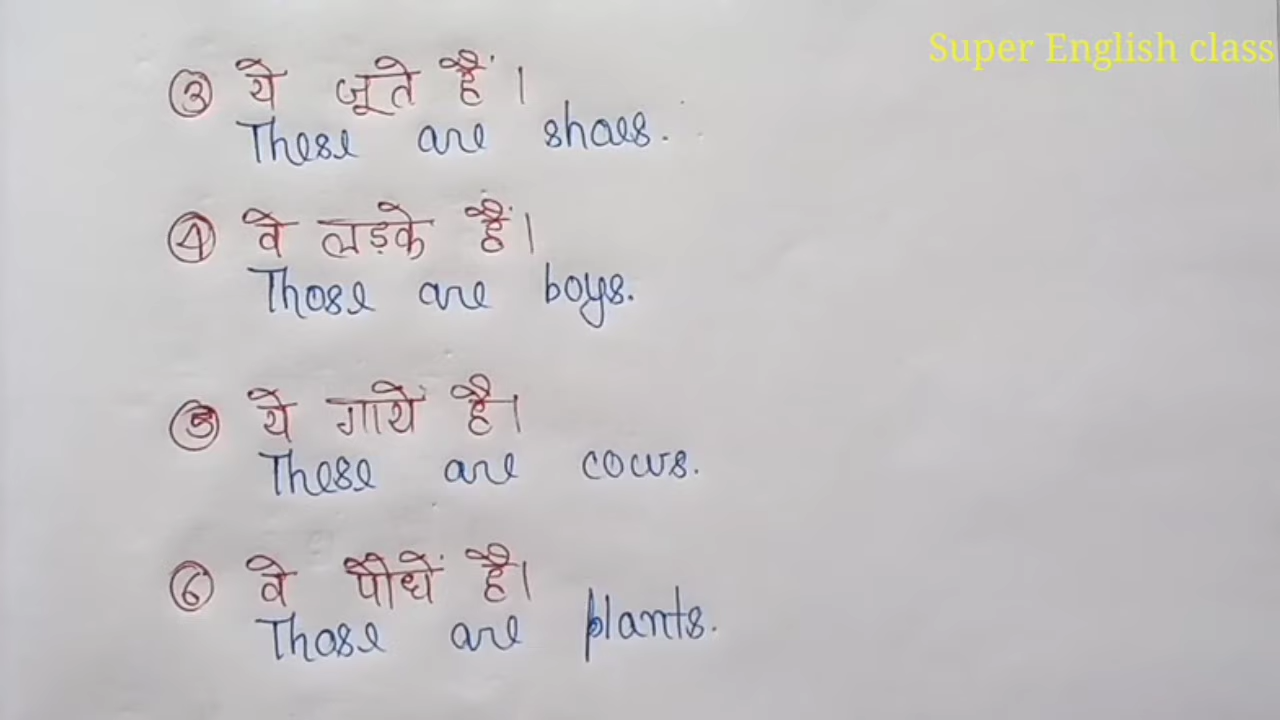 Super English class
③ ये जूते हैं।
These are shoes.
④ वे लड़के हैं।
Those are boys.
⑤ ये गायें है।
These are cows.
⑥ वे पौधें है।
Those are plants.